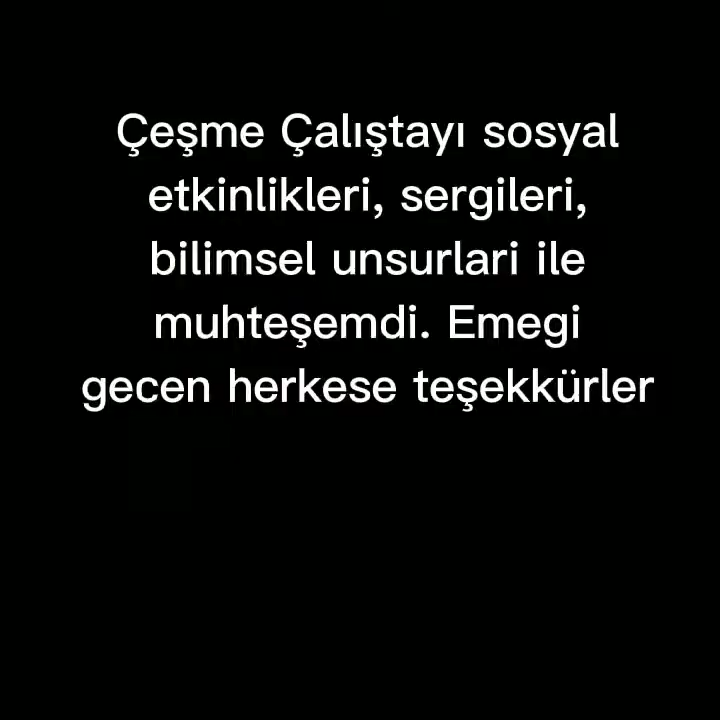 Çeşme Çalıştayı sosyal
etkinlikleri, sergileri,
bilimsel unsurlari ile
muhteşemdi. Emegi
gecen herkese teşekkürler